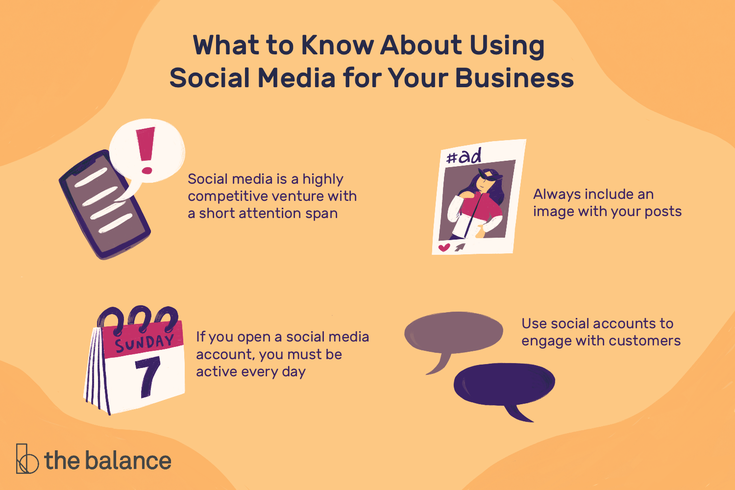 What to Know About Using
Social Media for Your Business
Social media is a highly
competitive venture with
a short attention span
#ad
Always include an
image with your posts
SUNDAY
7
If you open a social media
account, you must be
active every day
Use social accounts to
engage with customers
the balance